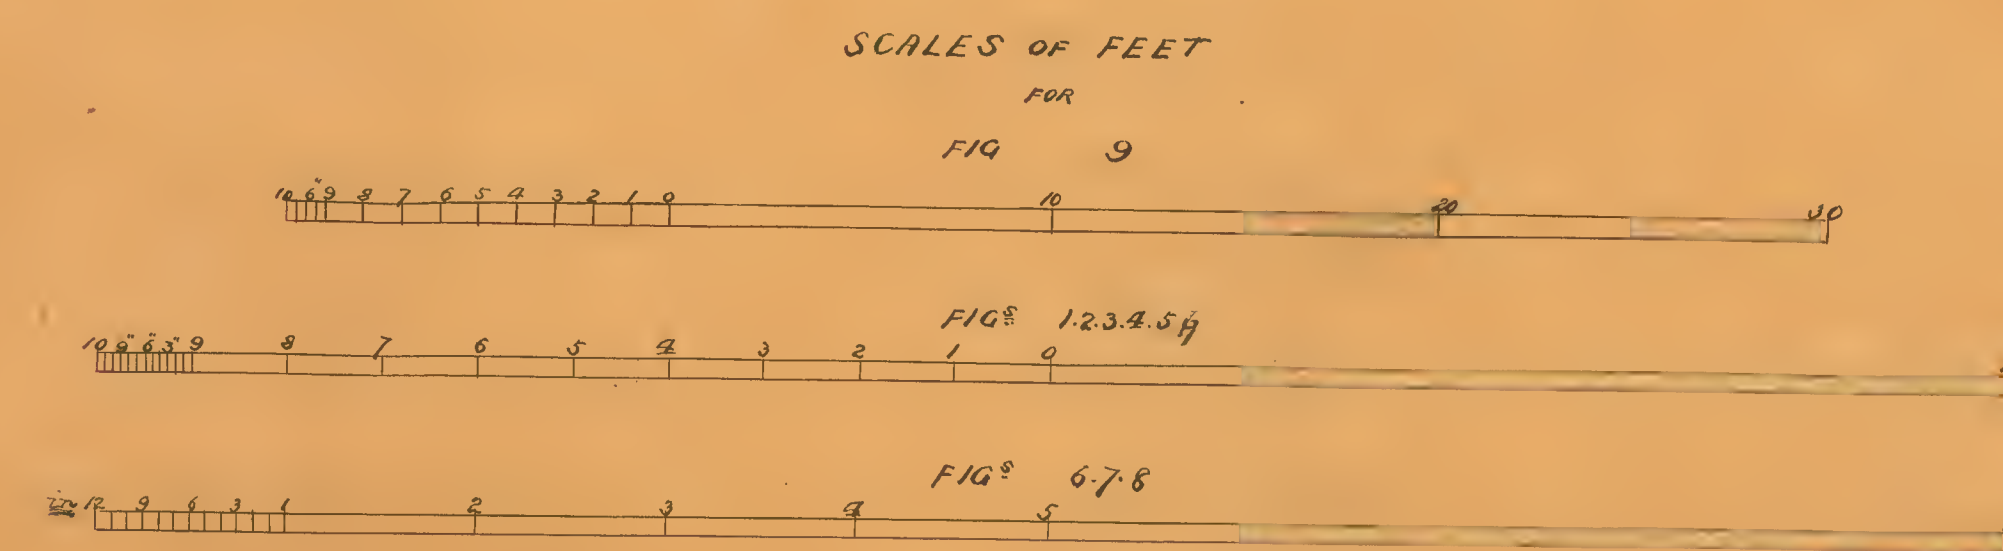 SCALES OF FEET
FOR
FIG 9
10 6" 9 8 7 6 5 4 3 2 1 0 10 20 30
FIGS 1.2.3.4.5
10 9" 6" 3" 9 8 7 6 5 4 3 2 1 0
FIGS 6.7.8
in 12 9 6 3 1 2 3 4 5